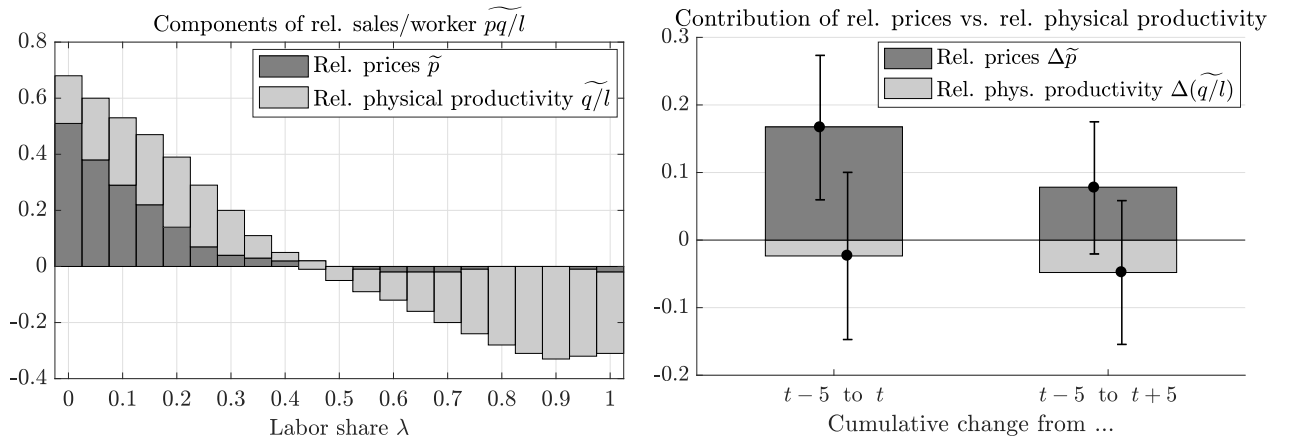 Components of rel. sales/worker p͠q/l
Rel. prices p̃
Rel. physical productivity q͠/l
0.8
0.6
0.4
0.2
0
-0.2
-0.4
0 0.1 0.2 0.3 0.4 0.5 0.6 0.7 0.8 0.9 1
Labor share λ
Contribution of rel. prices vs. rel. physical productivity
Rel. prices Δp̃
Rel. phys. productivity Δ(q͠/l)
0.3
0.2
0.1
0
-0.1
-0.2
t − 5 to t t − 5 to t + 5
Cumulative change from ...